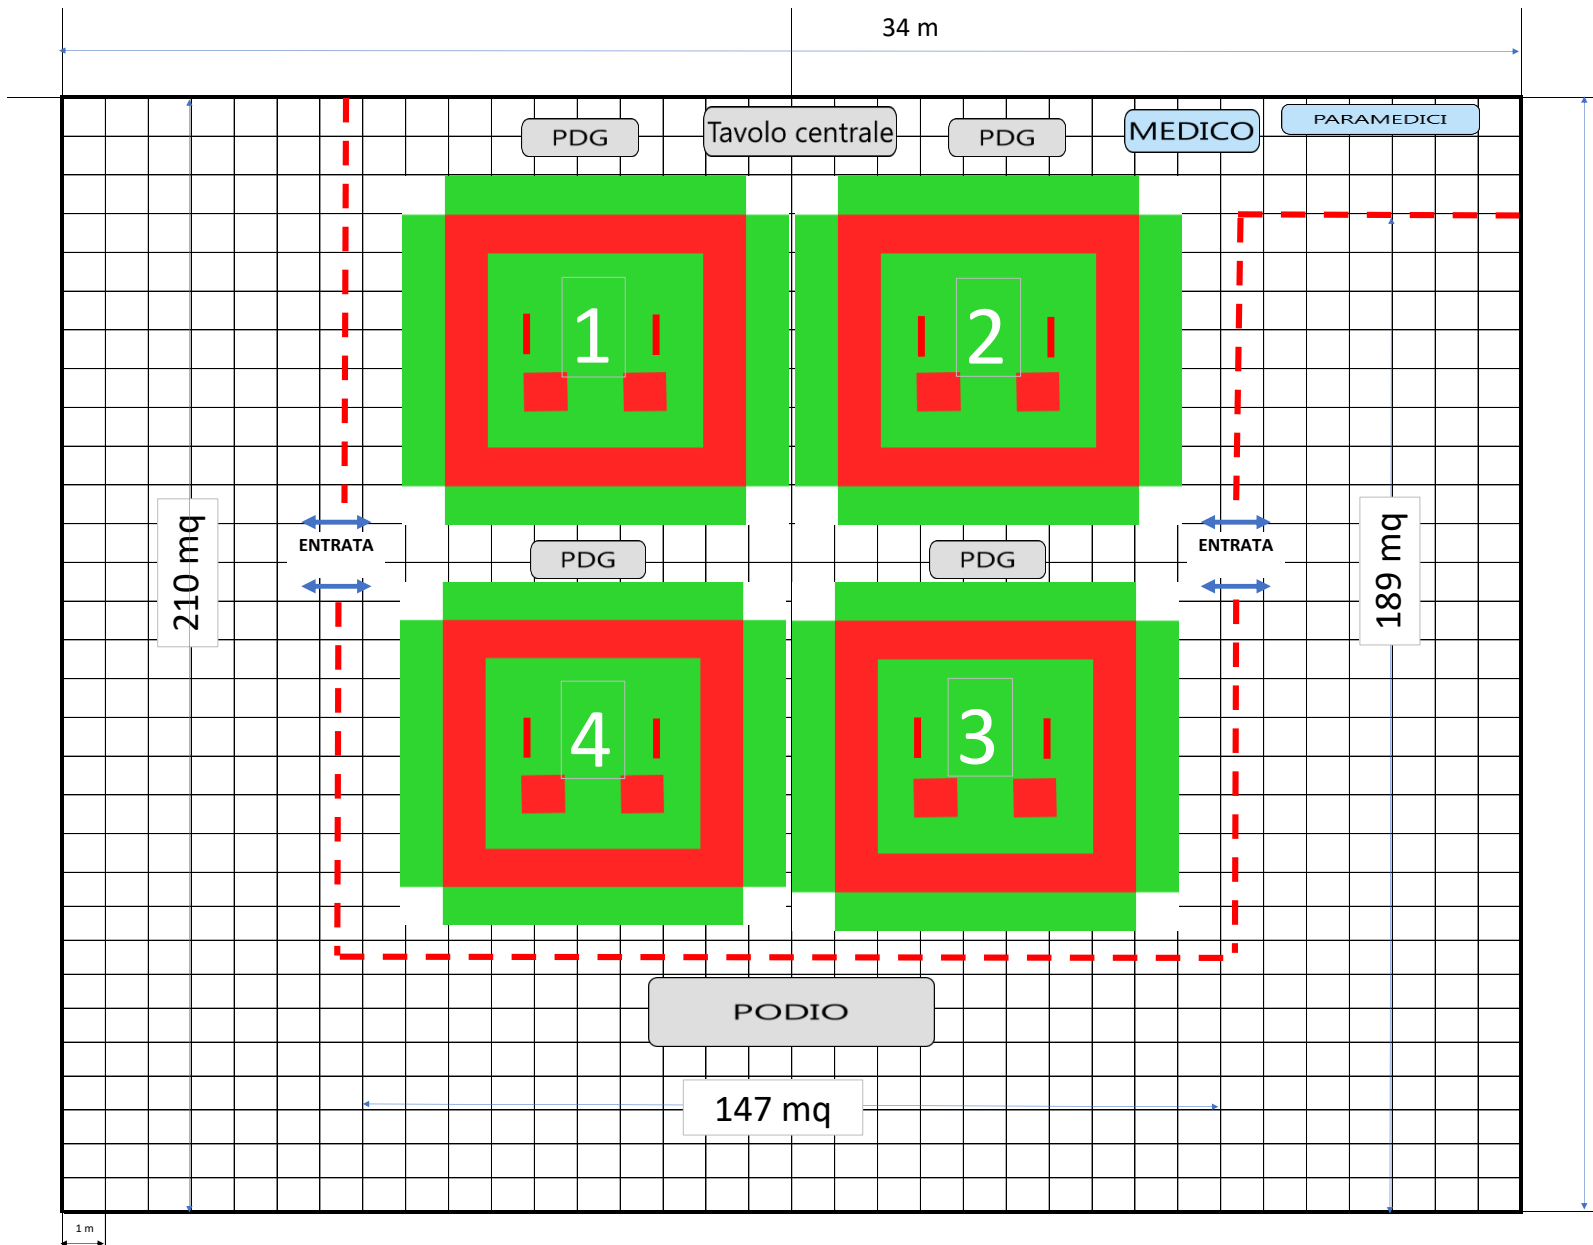 34 m
PDG
Tavolo centrale
PDG
MEDICO
PARAMEDICI
1
2
210 mq
ENTRATA
ENTRATA
189 mq
PDG
PDG
4
3
PODIO
147 mq
1 m